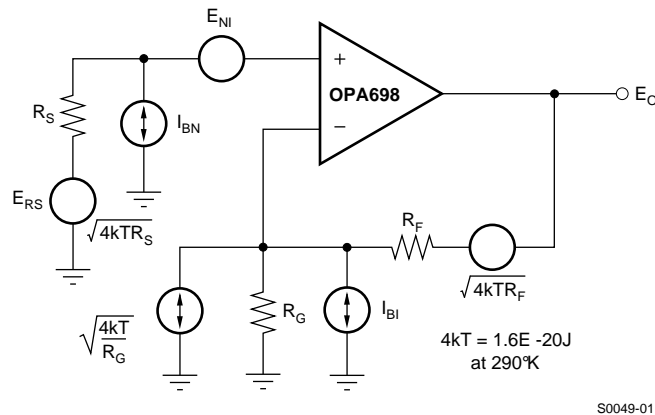 E_NI
+
OPA698
−
E_O
R_S
I_BN
E_RS
√4kTR_S
R_F
√4kTR_F
√4kT/R_G
R_G
I_BI
4kT = 1.6E -20J
at 290°K
S0049-01